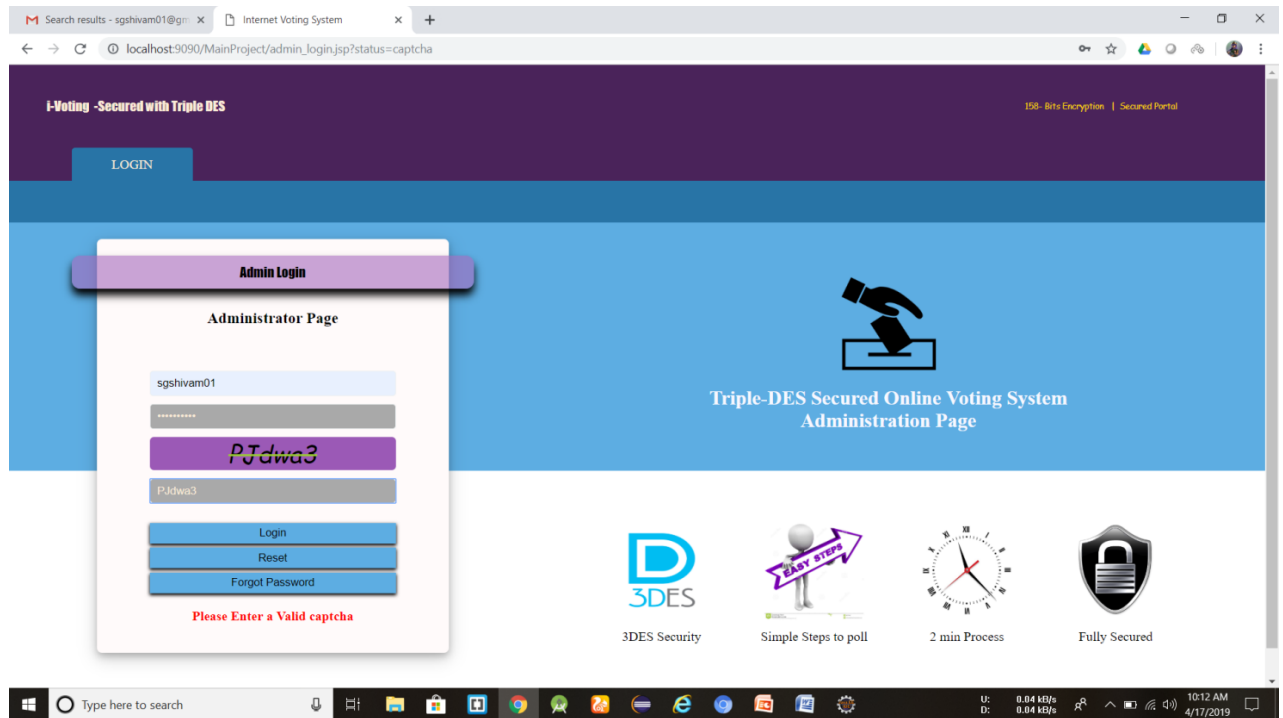 Search results - sgshivam01@gm
Internet Voting System
localhost:9090/MainProject/admin_login.jsp?status=captcha
i-Voting -Secured with Triple DES
158- Bits Encryption | Secured Portal
LOGIN
Admin Login
Administrator Page
sgshivam01
PJdwa3
PJdwa3
Login
Reset
Forgot Password
Please Enter a Valid captcha
Triple-DES Secured Online Voting System
Administration Page
3DES
EASY STEPS
XII
3DES Security
Simple Steps to poll
2 min Process
Fully Secured
Type here to search
U: 0.04 kB/s
D: 0.04 kB/s
10:12 AM
4/17/2019